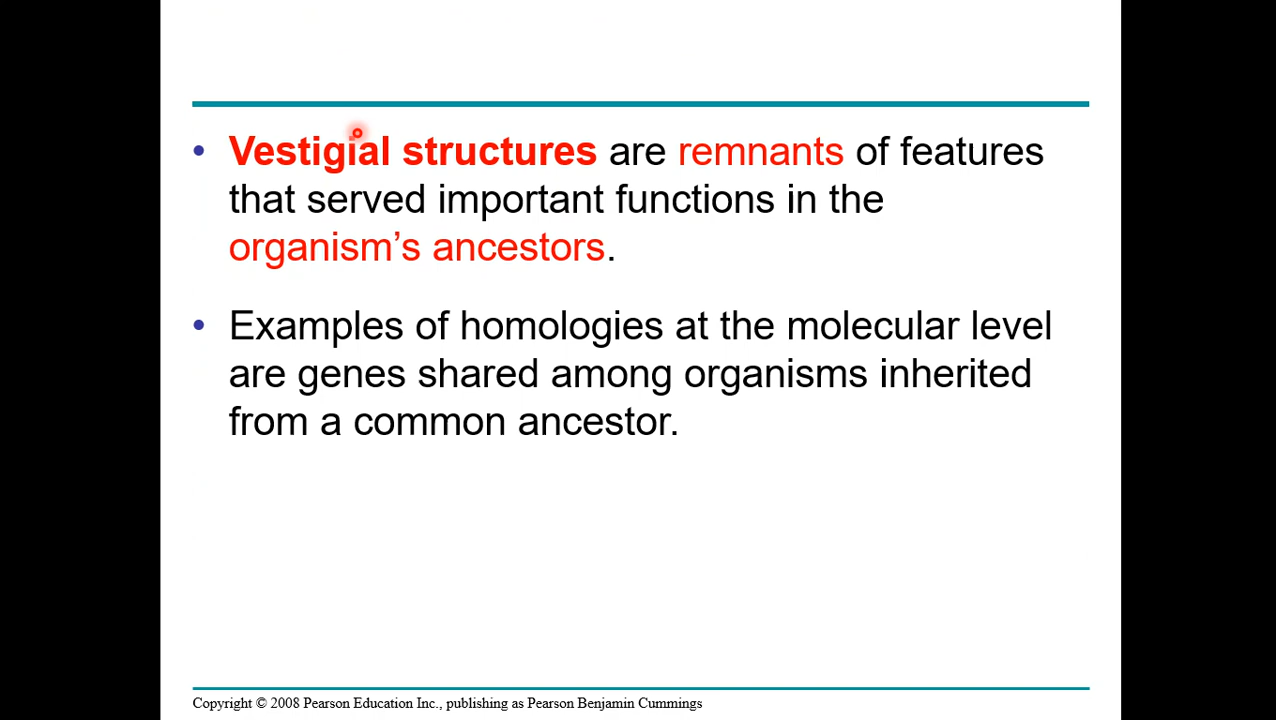 • Vestigial structures are remnants of features
that served important functions in the
organism’s ancestors.
• Examples of homologies at the molecular level
are genes shared among organisms inherited
from a common ancestor.
Copyright © 2008 Pearson Education Inc., publishing as Pearson Benjamin Cummings